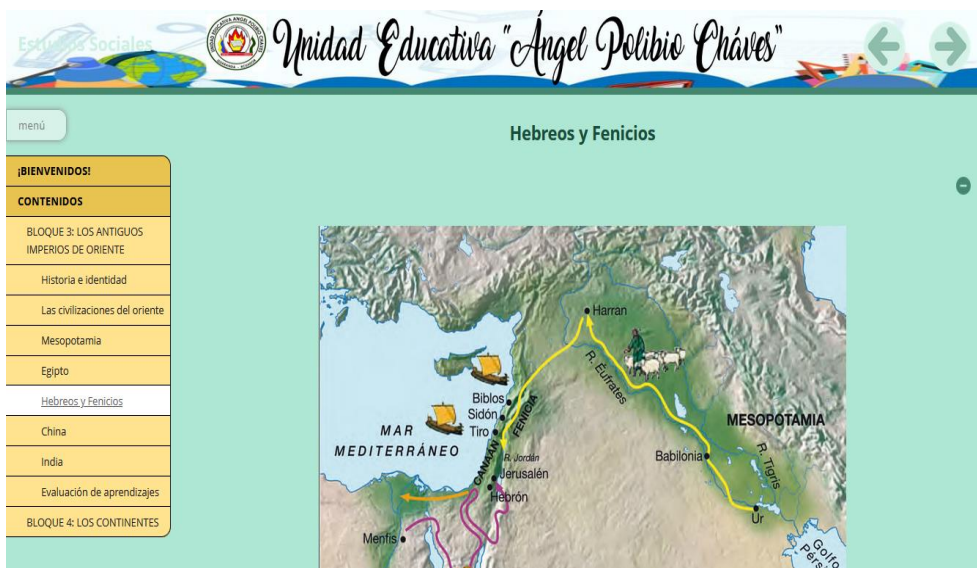 Estudios Sociales
Unidad Educativa "Ángel Polibio Cháves"
menú
Hebreos y Fenicios
¡BIENVENIDOS!
CONTENIDOS
BLOQUE 3: LOS ANTIGUOS
IMPERIOS DE ORIENTE
Historia e identidad
Las civilizaciones del oriente
Mesopotamia
Egipto
Hebreos y Fenicios
China
India
Evaluación de aprendizajes
BLOQUE 4: LOS CONTINENTES
Harran
R. Éufrates
Biblos
Sidón
Tiro
FENICIA
MAR
MEDITERRÁNEO
CANAÁN
R. Jordán
Jerusalén
Hebrón
MESOPOTAMIA
Babilonia
R. Tigris
Ur
Menfis
Golfo